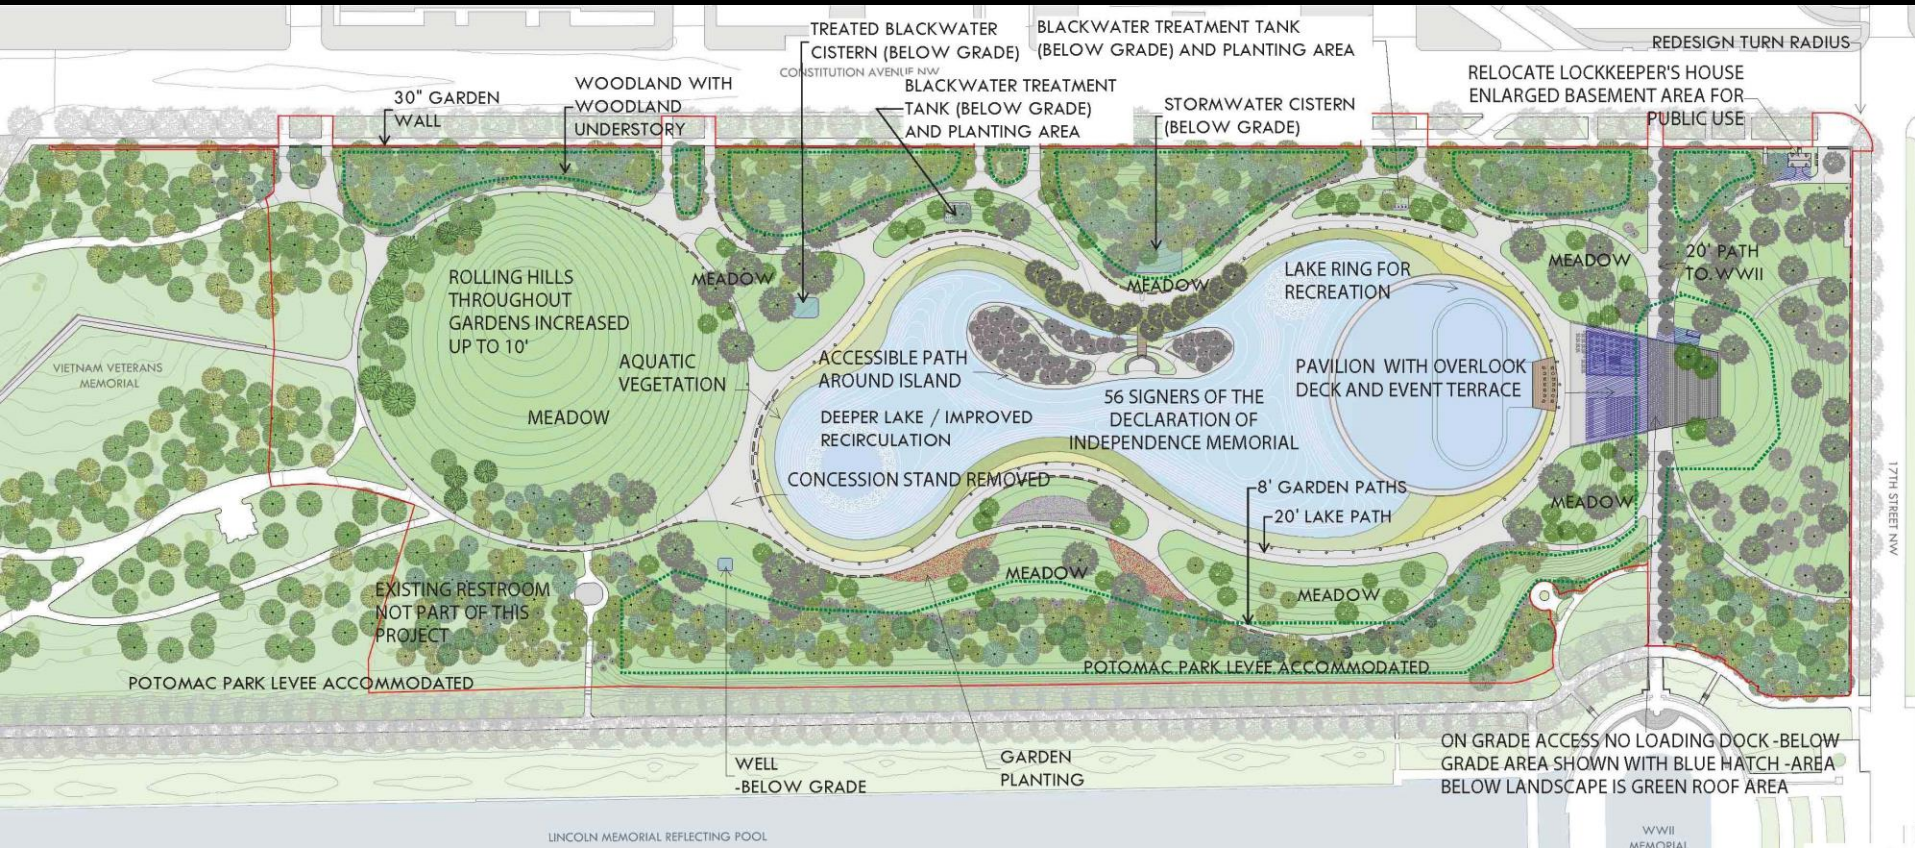 TREATED BLACKWATER
CISTERN (BELOW GRADE)
BLACKWATER TREATMENT TANK
(BELOW GRADE) AND PLANTING AREA
REDESIGN TURN RADIUS
CONSTITUTION AVENUE NW
RELOCATE LOCKKEEPER'S HOUSE
ENLARGED BASEMENT AREA FOR
PUBLIC USE
30" GARDEN
WALL
WOODLAND WITH
WOODLAND
UNDERSTORY
BLACKWATER TREATMENT
TANK (BELOW GRADE)
AND PLANTING AREA
STORMWATER CISTERN
(BELOW GRADE)
ROLLING HILLS
THROUGHOUT
GARDENS INCREASED
UP TO 10'
MEADOW
MEADOW
LAKE RING FOR
RECREATION
MEADOW
20' PATH
TO WWII
VIETNAM VETERANS
MEMORIAL
AQUATIC
VEGETATION
ACCESSIBLE PATH
AROUND ISLAND
PAVILION WITH OVERLOOK
DECK AND EVENT TERRACE
MEADOW
DEEPER LAKE / IMPROVED
RECIRCULATION
56 SIGNERS OF THE
DECLARATION OF
INDEPENDENCE MEMORIAL
CONCESSION STAND REMOVED
8' GARDEN PATHS
20' LAKE PATH
MEADOW
17TH STREET NW
EXISTING RESTROOM
NOT PART OF THIS
PROJECT
MEADOW
MEADOW
POTOMAC PARK LEVEE ACCOMMODATED
POTOMAC PARK LEVEE ACCOMMODATED
WELL
-BELOW GRADE
GARDEN
PLANTING
ON GRADE ACCESS NO LOADING DOCK -BELOW
GRADE AREA SHOWN WITH BLUE HATCH -AREA
BELOW LANDSCAPE IS GREEN ROOF AREA
LINCOLN MEMORIAL REFLECTING POOL
WWII
MEMORIAL